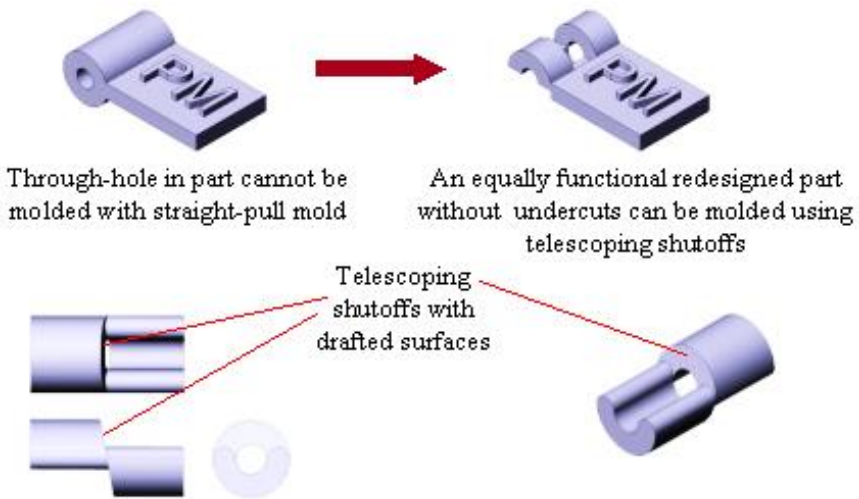 PM
PM
Through-hole in part cannot be
molded with straight-pull mold
An equally functional redesigned part
without undercuts can be molded using
telescoping shutoffs
Telescoping
shutoffs with
drafted surfaces